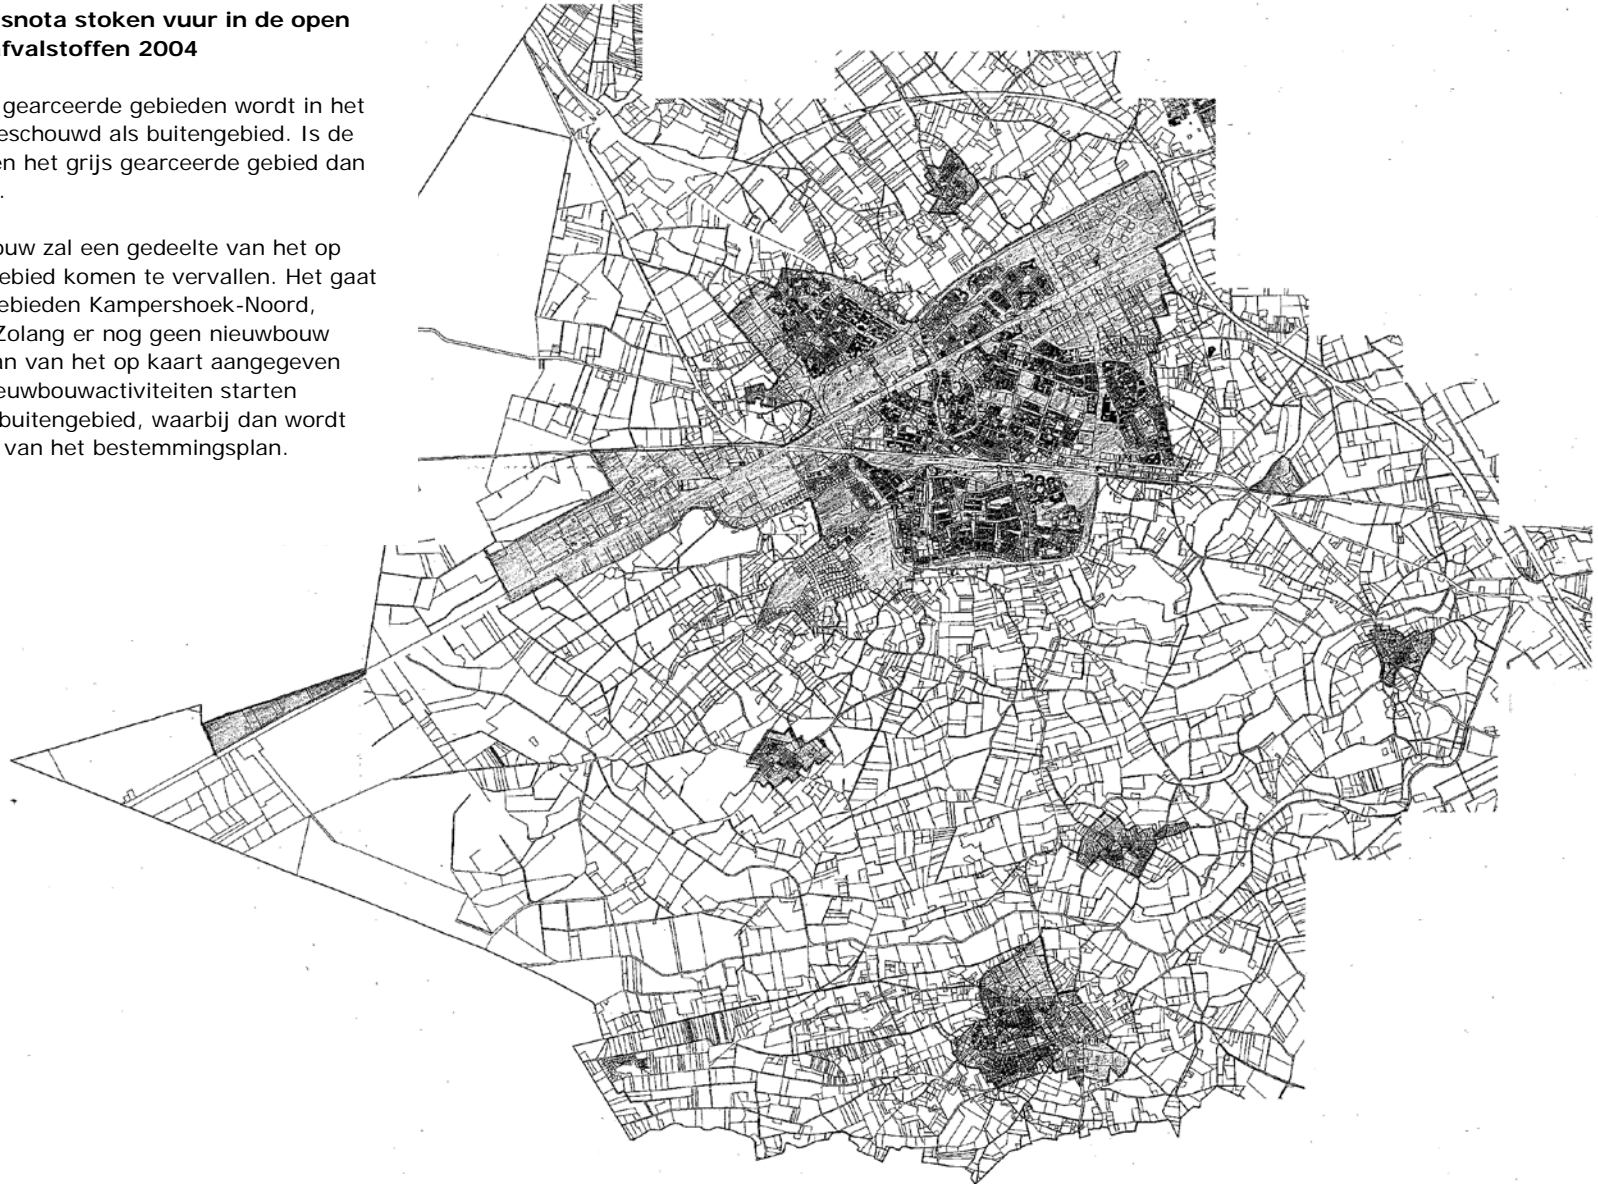 snota stoken vuur in de open
afvalstoffen 2004
gearceerde gebieden wordt in het
eschouwd als buitengebied. Is de
en het grijs gearceerde gebied dan
.
ouw zal een gedeelte van het op
ebied komen te vervallen. Het gaat
ebieden Kampershoek-Noord,
Zolang er nog geen nieuwbouw
an van het op kaart aangegeven
euwbouwactiviteiten starten
buitengebied, waarbij dan wordt
van het bestemmingsplan.